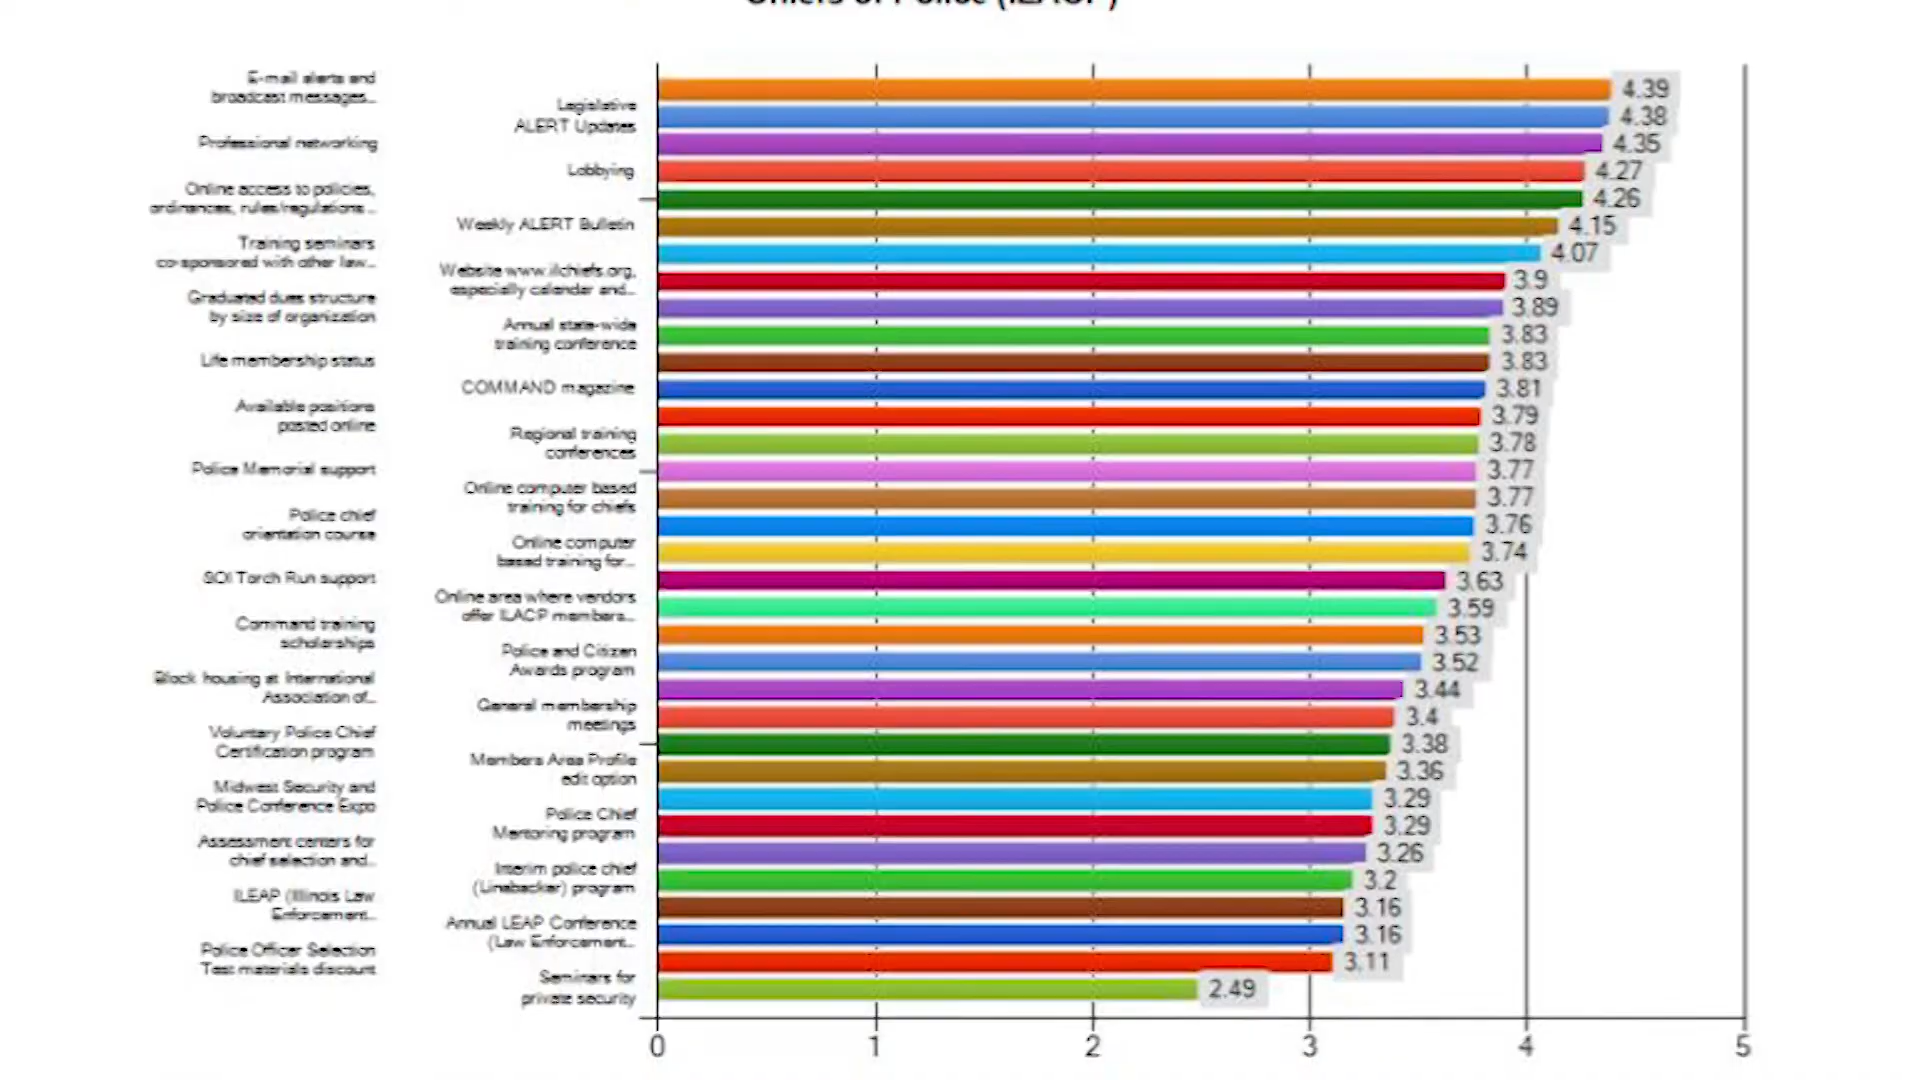 Chiefs of Police (ILACP)
E-mail alerts and
broadcast messages...
4.39
Legislative
ALERT Updates
4.38
Professional networking
4.35
Lobbying
4.27
Online access to policies,
ordinances, rules/regulations...
4.26
Weekly ALERT Bulletin
4.15
Training seminars
co-sponsored with other law...
4.07
Website www.ilchiefs.org,
especially calendar and...
3.9
Graduated dues structure
by size of organization
3.89
Annual state-wide
training conference
3.83
Life membership status
3.83
COMMAND magazine
3.81
Available positions
posted online
3.79
Regional training
conferences
3.78
Police Memorial support
3.77
Online computer based
training for chiefs
3.77
Police chief
orientation course
3.76
Online computer
based training for...
3.74
SOI Torch Run support
3.63
Online area where vendors
offer ILACP members...
3.59
Command training
scholarships
3.53
Police and Citizen
Awards program
3.52
Block housing at International
Association of...
3.44
General membership
meetings
3.4
Voluntary Police Chief
Certification program
3.38
Members Area Profile
edit option
3.36
Midwest Security and
Police Conference Expo
3.29
Police Chief
Mentoring program
3.29
Assessment centers for
chief selection and...
3.26
Interim police chief
(Linebacker) program
3.2
ILEAP (Illinois Law
Enforcement...
3.16
Annual LEAP Conference
(Law Enforcement...
3.16
Police Officer Selection
Test materials discount
3.11
Seminars for
private security
2.49
0 1 2 3 4 5